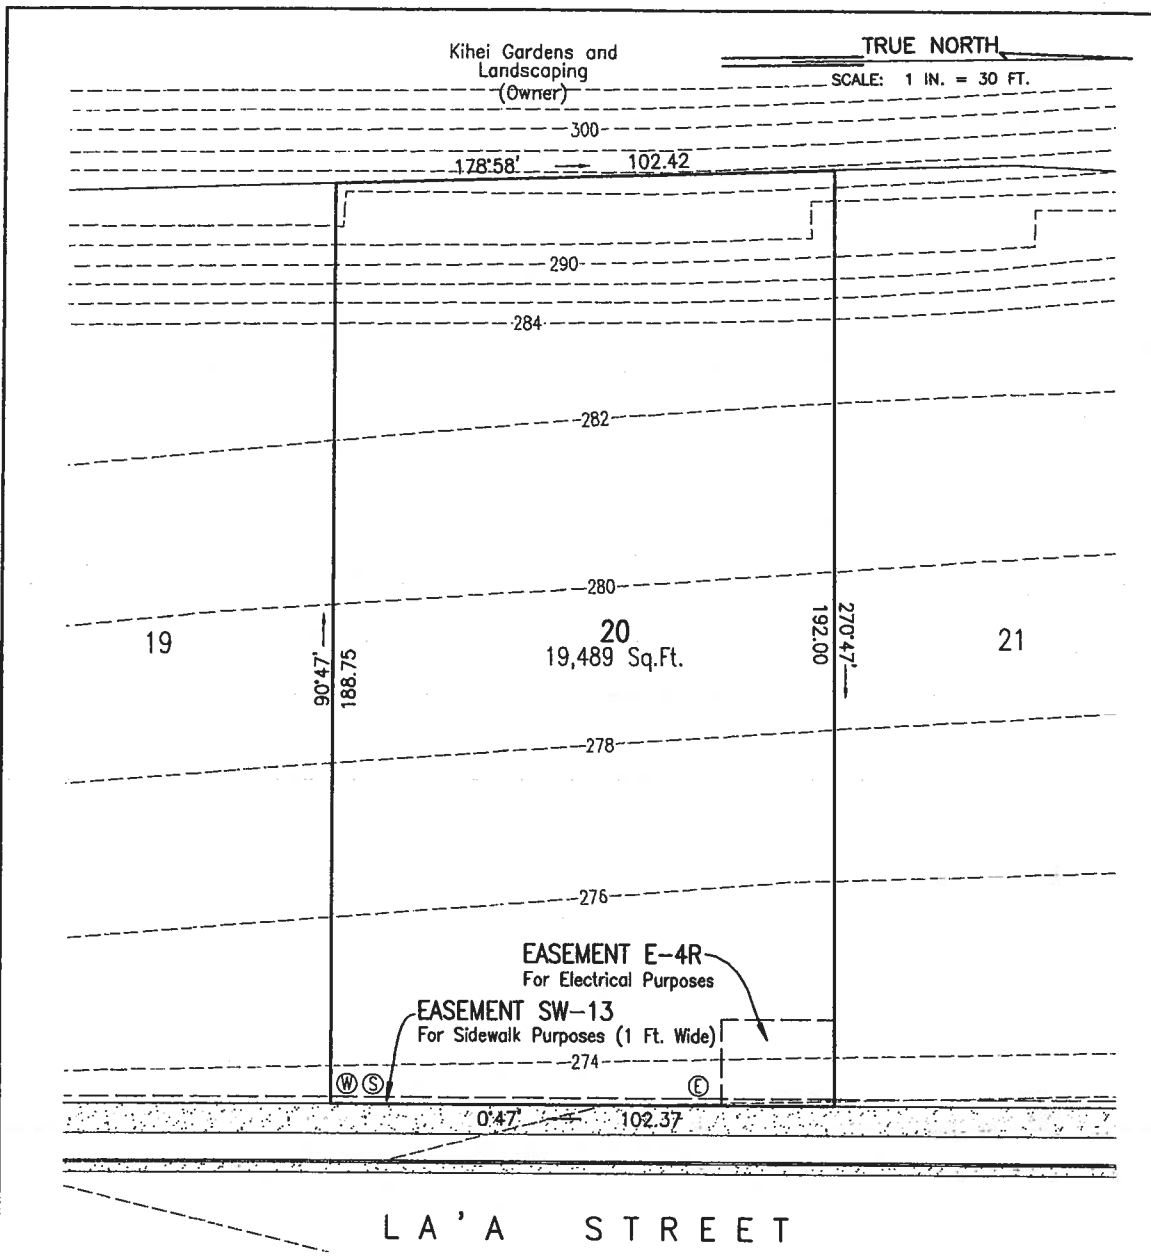 Kihei Gardens and
Landscaping
(Owner)
TRUE NORTH
SCALE: 1 IN. = 30 FT.
300
178°58' 102.42
290
284
282
280
19
20
19,489 Sq.Ft.
21
90°47'
188.75
270°47'
192.00
278
276
EASEMENT E-4R
For Electrical Purposes
EASEMENT SW-13
For Sidewalk Purposes (1 Ft. Wide)
274
W S E
0°47' 102.37
LA'A STREET